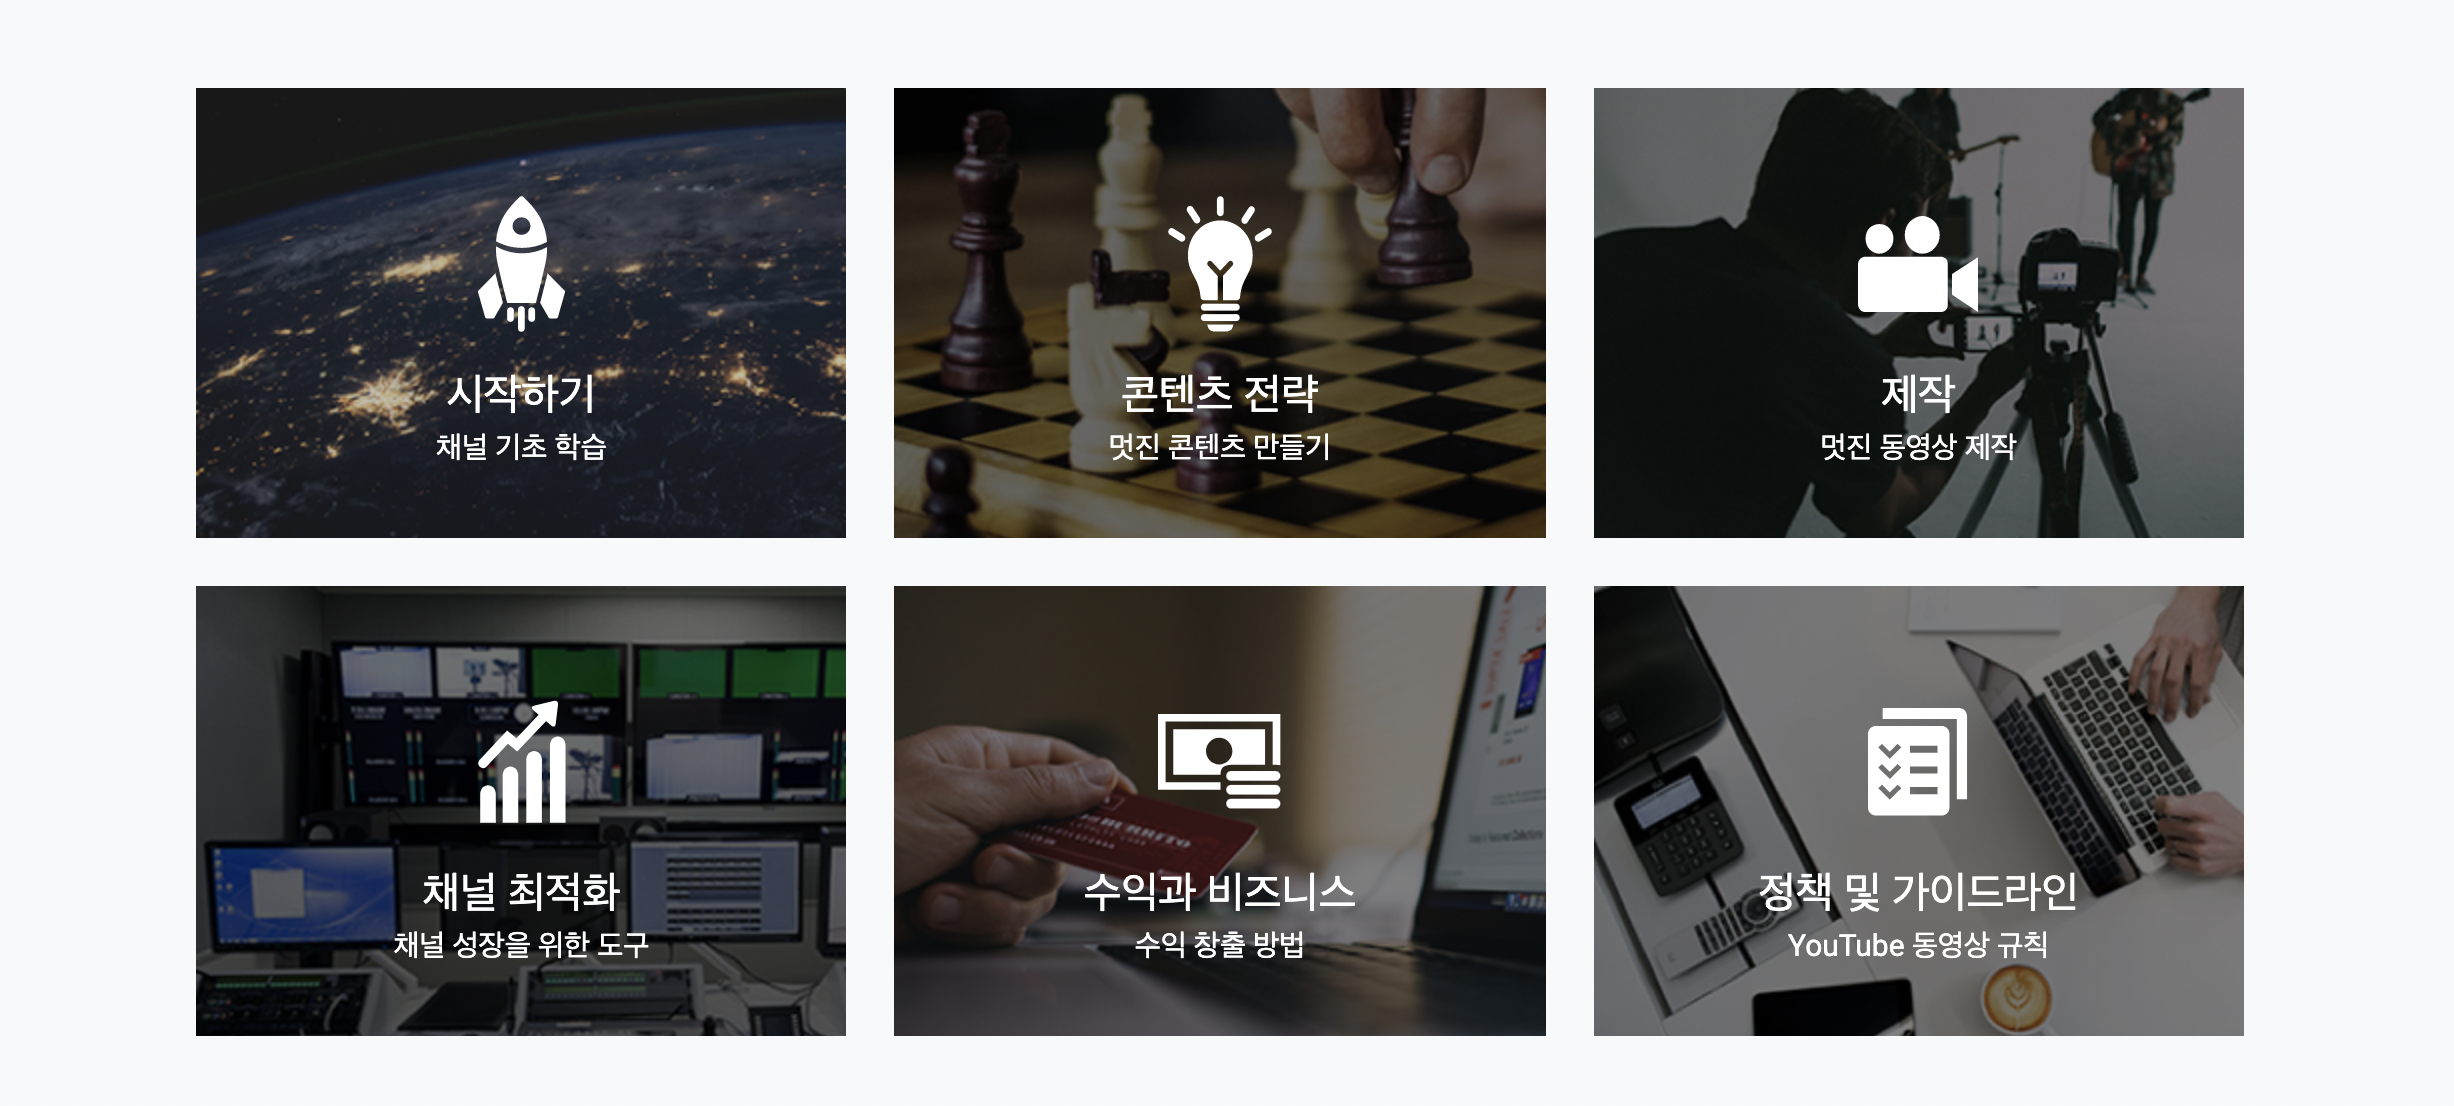 시작하기
채널 기초 학습
콘텐츠 전략
멋진 콘텐츠 만들기
제작
멋진 동영상 제작
채널 최적화
채널 성장을 위한 도구
수익과 비즈니스
수익 창출 방법
정책 및 가이드라인
YouTube 동영상 규칙